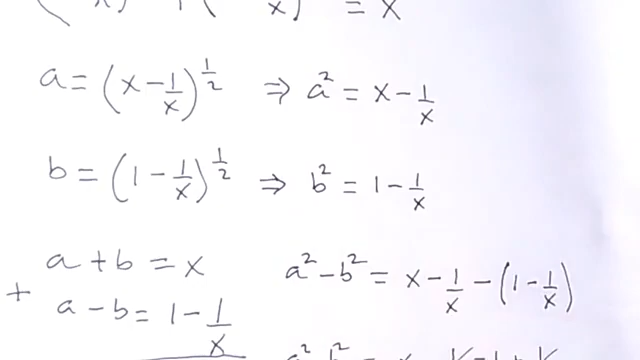 = x
a = (x - 1/x)^(1/2) ⇒ a² = x - 1/x
b = (1 - 1/x)^(1/2) ⇒ b² = 1 - 1/x
a + b = x a² - b² = x - 1/x - (1 - 1/x)
+ a - b = 1 - 1/x